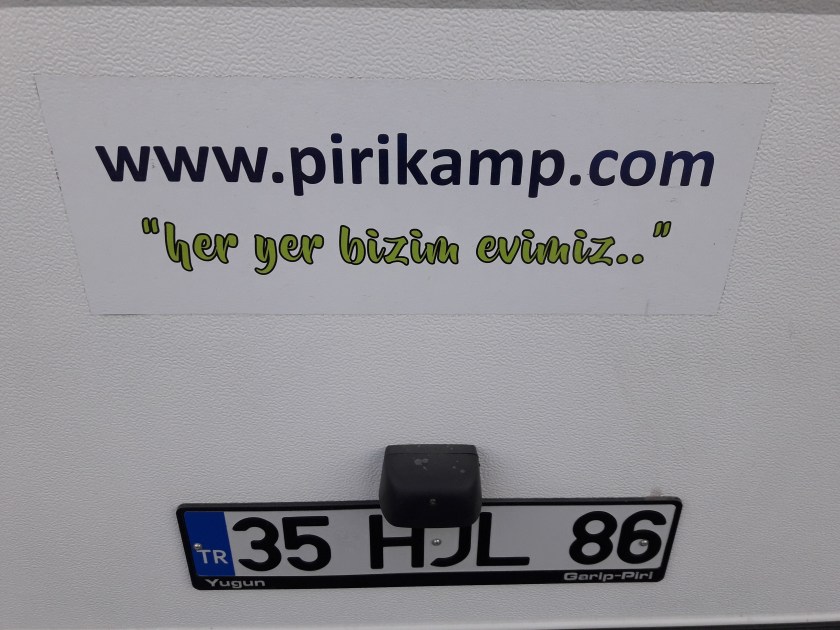 www.pirikamp.com
"her yer bizim evimiz.."
TR 35 HJL 86
Yugun Garip-Piri